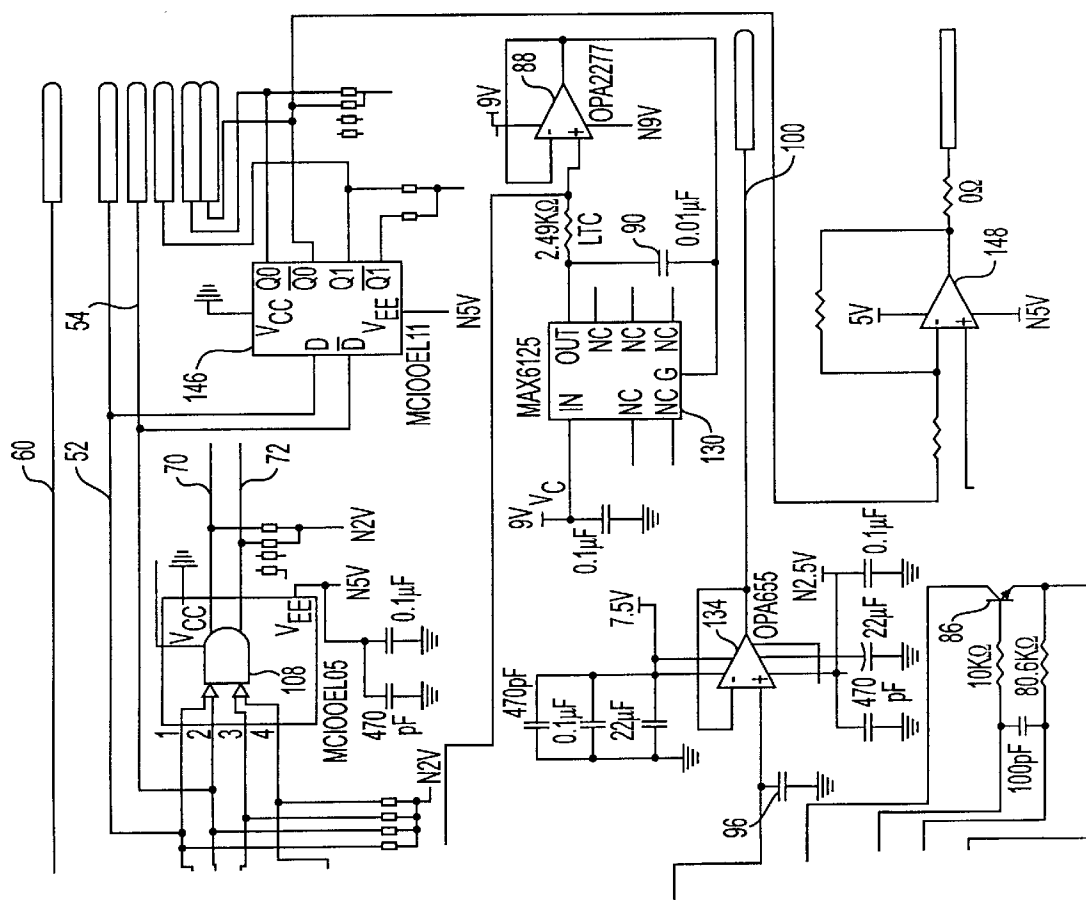 60
52
54
70
72
1
2
3
4
VCC
VEE
108
MCIOOEL05
N2V
N5V
470 pF
0.1µF
N2V
146
VCC
D
D
VEE
Q0
Q0
Q1
Q1
MCIOOEL11
N5V
9V
88
OPA2277
N9V
2.49KΩ
LTC
90
0.01µF
MAX6125
IN
OUT
NC
NC
NC
NC
NC
G
130
9V
VC
0.1µF
100
7.5V
134
OPA655
470pF
0.1µF
22µF
96
N2.5V
470 pF
22µF
0.1µF
86
10KΩ
80.6KΩ
100pF
5V
148
N5V
0Ω
- +
- +
- +